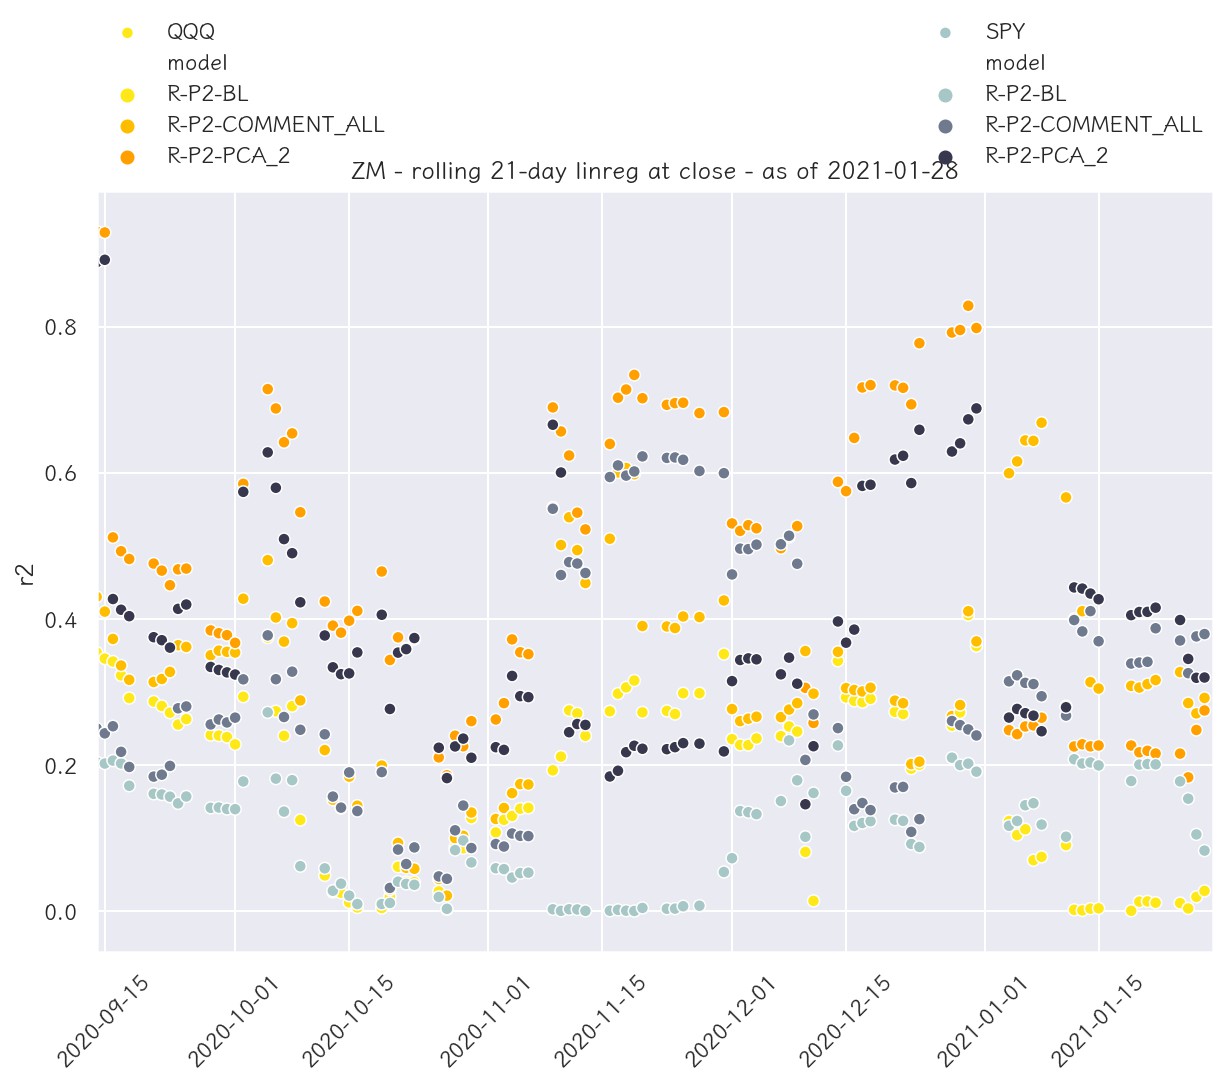 QQQ
model
R-P2-BL
R-P2-COMMENT_ALL
R-P2-PCA_2
SPY
model
R-P2-BL
R-P2-COMMENT_ALL
R-P2-PCA_2
ZM - rolling 21-day linreg at close - as of 2021-01-28
r2
0.8
0.6
0.4
0.2
0.0
2020-09-15
2020-10-01
2020-10-15
2020-11-01
2020-11-15
2020-12-01
2020-12-15
2021-01-01
2021-01-15